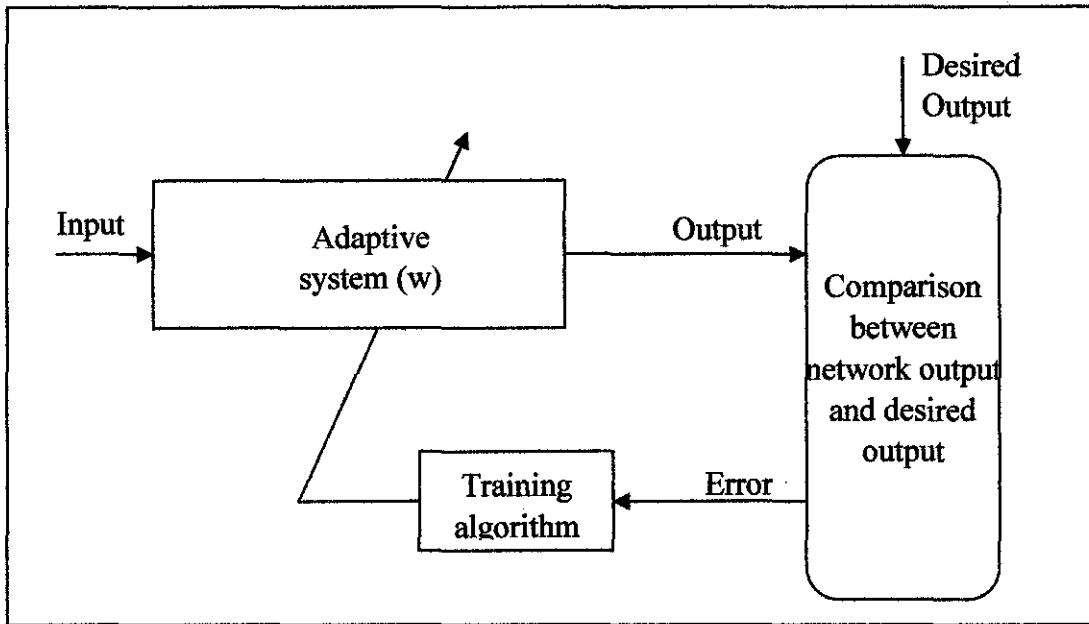 Desired
Output
Input
Adaptive
system (w)
Output
Comparison
between
network output
and desired
output
Training
algorithm
Error